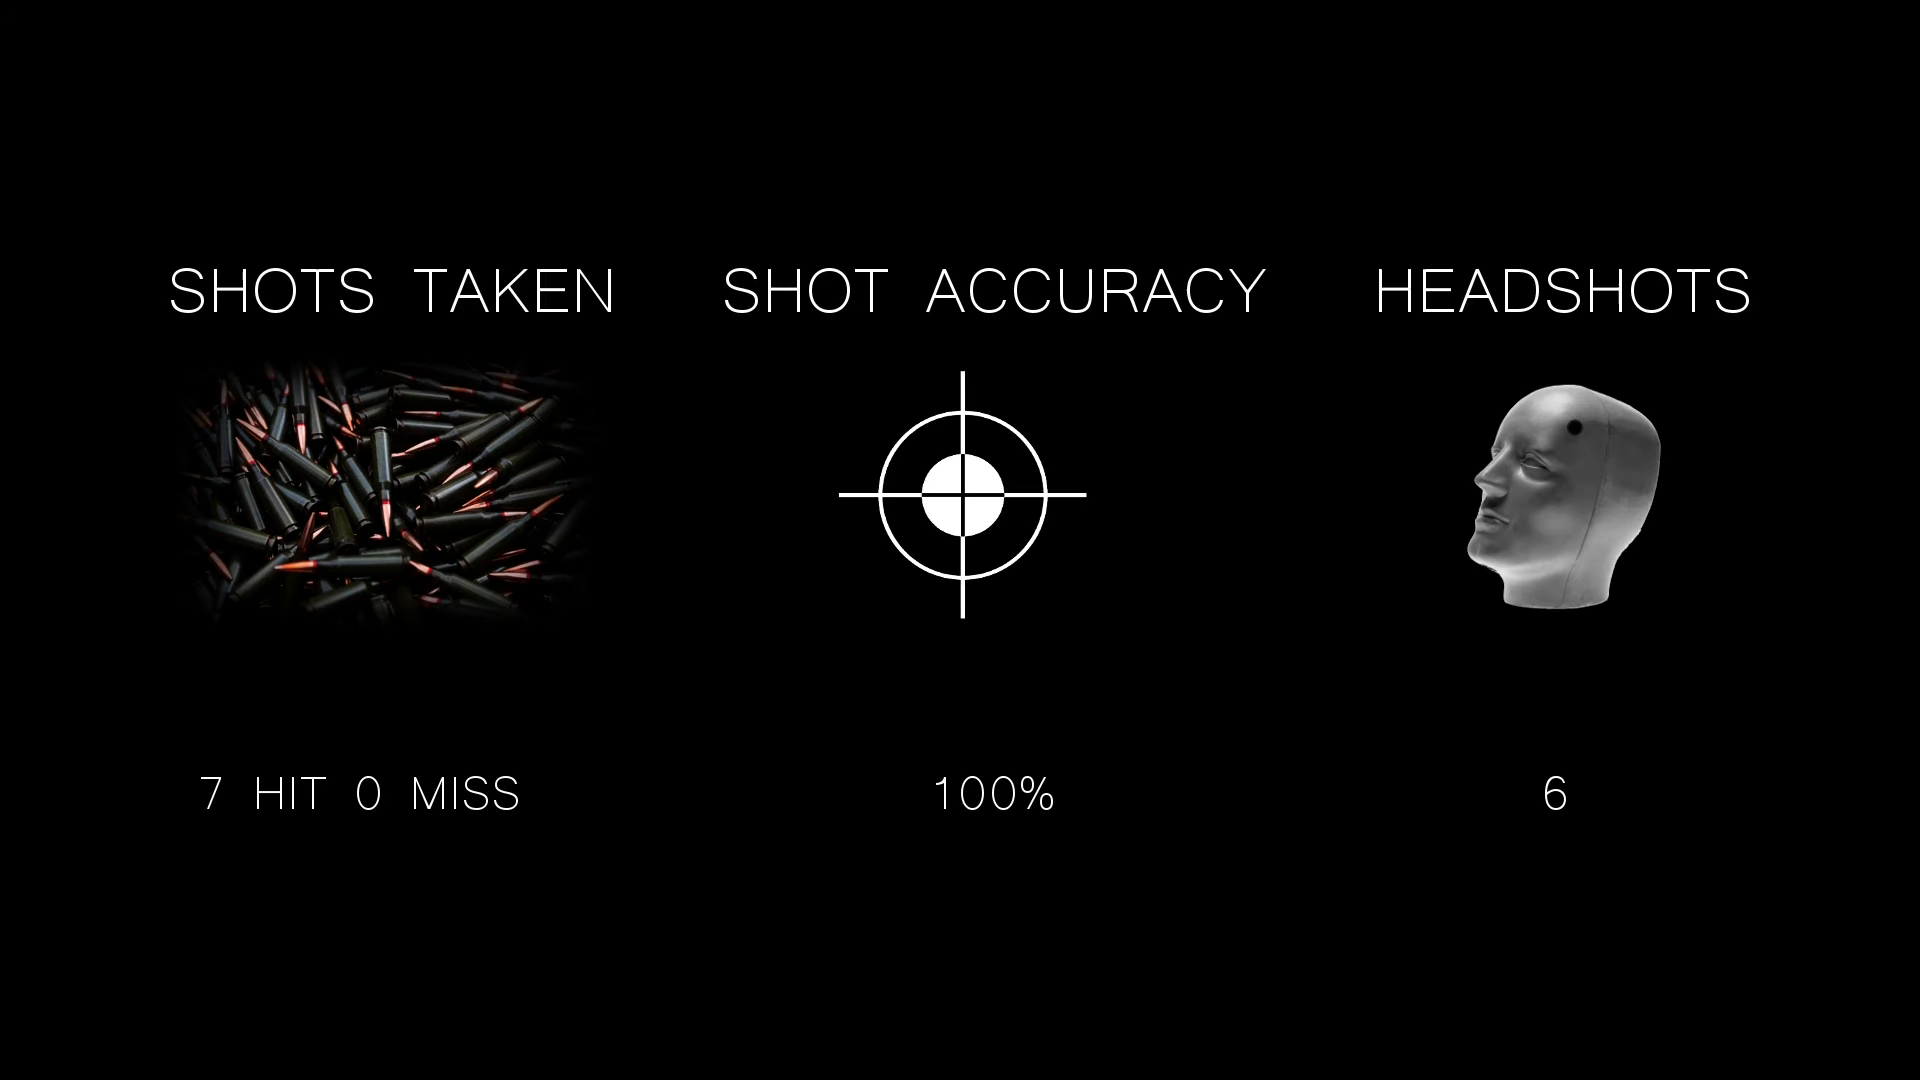 SHOTS TAKEN
SHOT ACCURACY
HEADSHOTS
7 HIT 0 MISS
100%
6